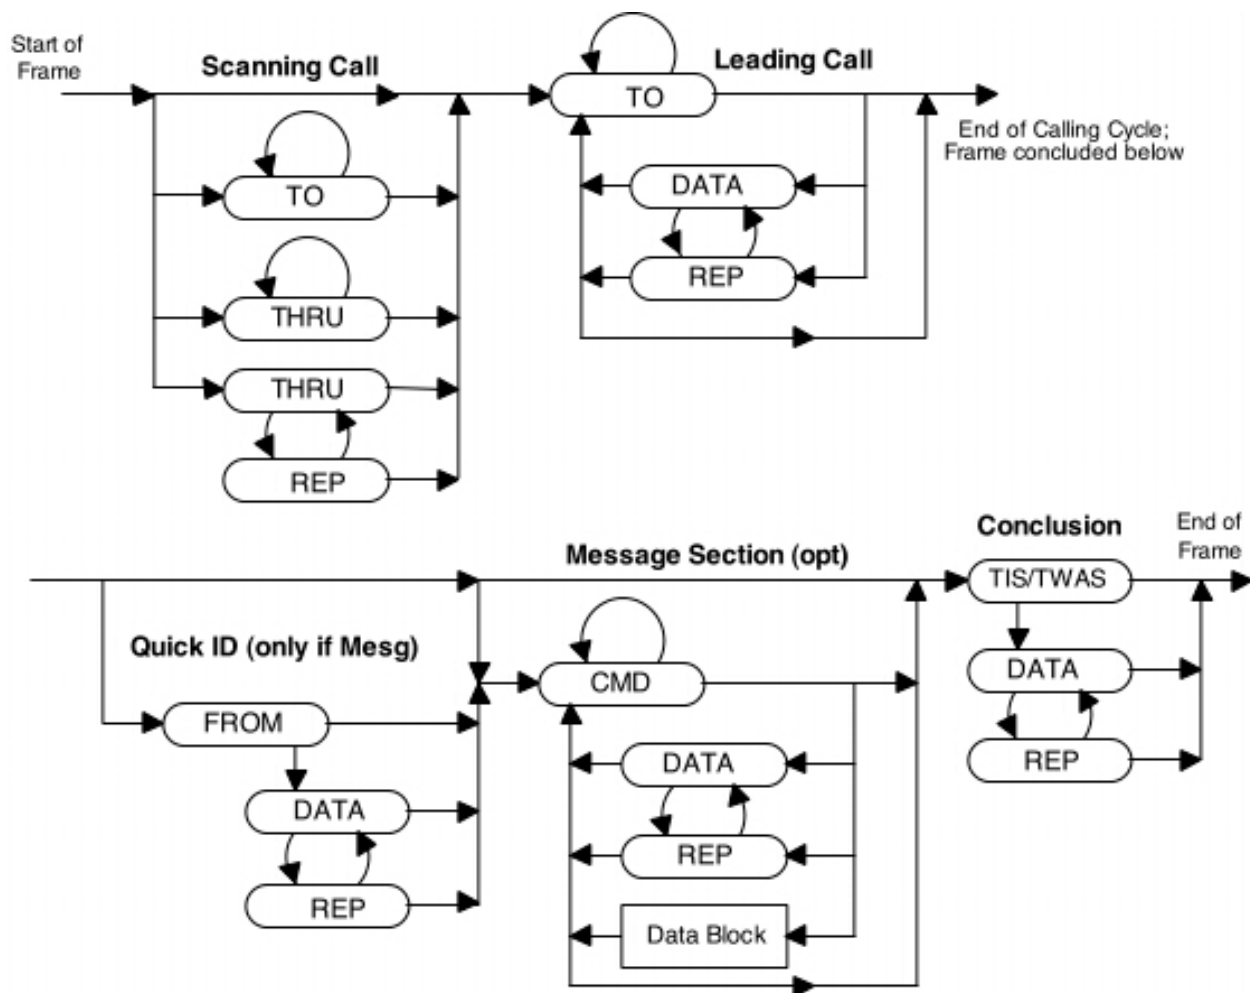 Start of
Frame
Scanning Call
Leading Call
TO
End of Calling Cycle;
Frame concluded below
TO
DATA
REP
THRU
THRU
REP
Message Section (opt)
Conclusion
End of
Frame
TIS/TWAS
Quick ID (only if Mesg)
CMD
DATA
FROM
DATA
REP
DATA
REP
REP
Data Block